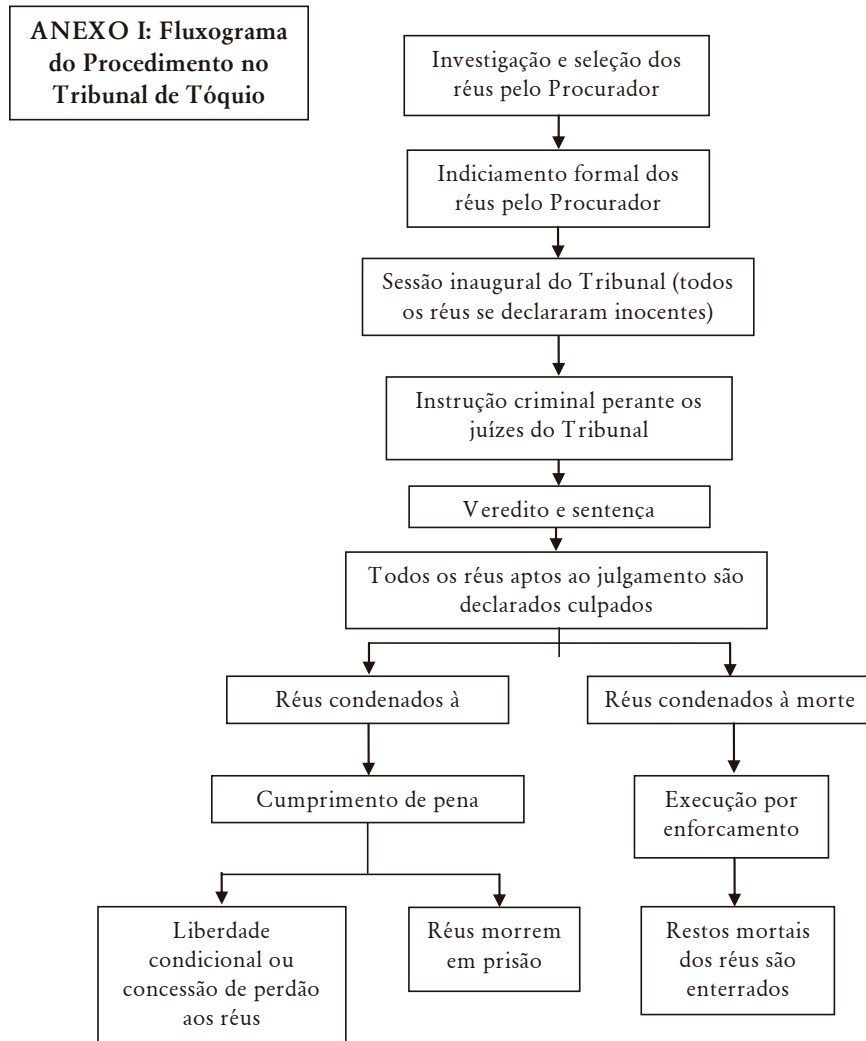 ANEXO I: Fluxograma
do Procedimento no
Tribunal de Tóquio
Investigação e seleção dos
réus pelo Procurador
Indiciamento formal dos
réus pelo Procurador
Sessão inaugural do Tribunal (todos
os réus se declararam inocentes)
Instrução criminal perante os
juízes do Tribunal
Veredito e sentença
Todos os réus aptos ao julgamento são
declarados culpados
Réus condenados à
Réus condenados à morte
Cumprimento de pena
Execução por
enforcamento
Liberdade
condicional ou
concessão de perdão
aos réus
Réus morrem
em prisão
Restos mortais
dos réus são
enterrados